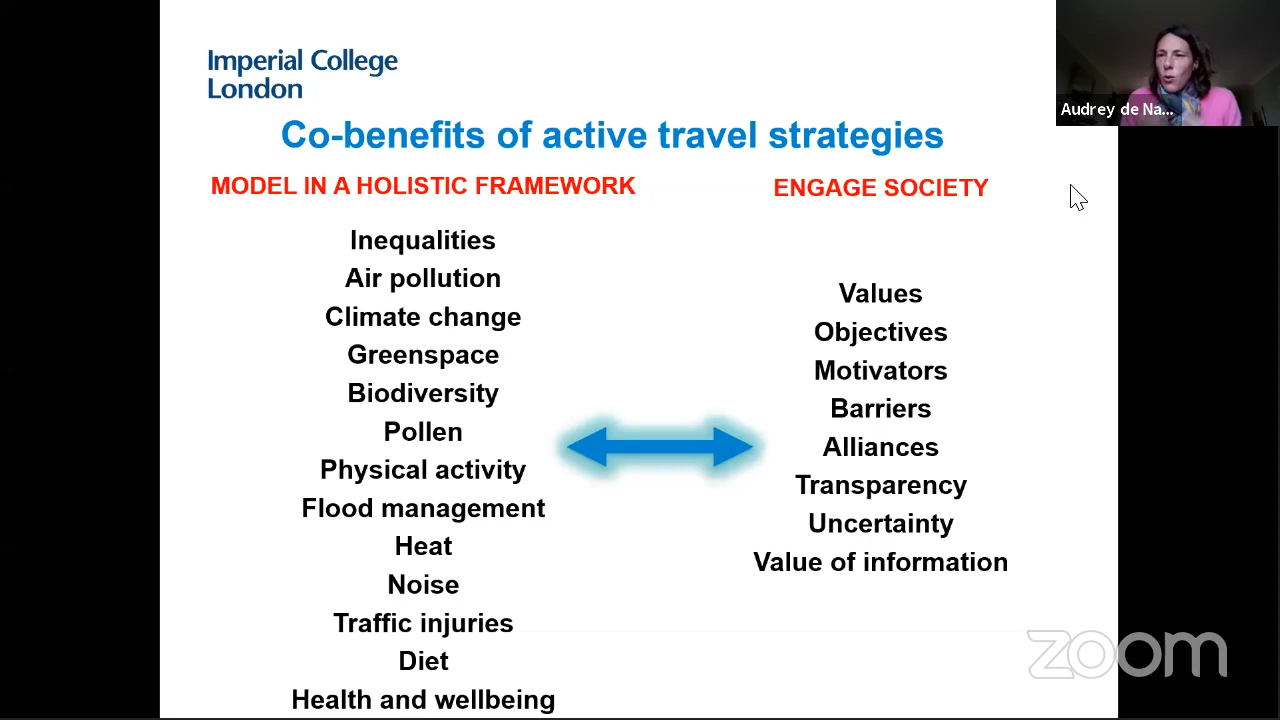 Imperial College
London
Audrey de Na...
Co-benefits of active travel strategies
MODEL IN A HOLISTIC FRAMEWORK
Inequalities
Air pollution
Climate change
Greenspace
Biodiversity
Pollen
Physical activity
Flood management
Heat
Noise
Traffic injuries
Diet
Health and wellbeing
ENGAGE SOCIETY
Values
Objectives
Motivators
Barriers
Alliances
Transparency
Uncertainty
Value of information
zoom